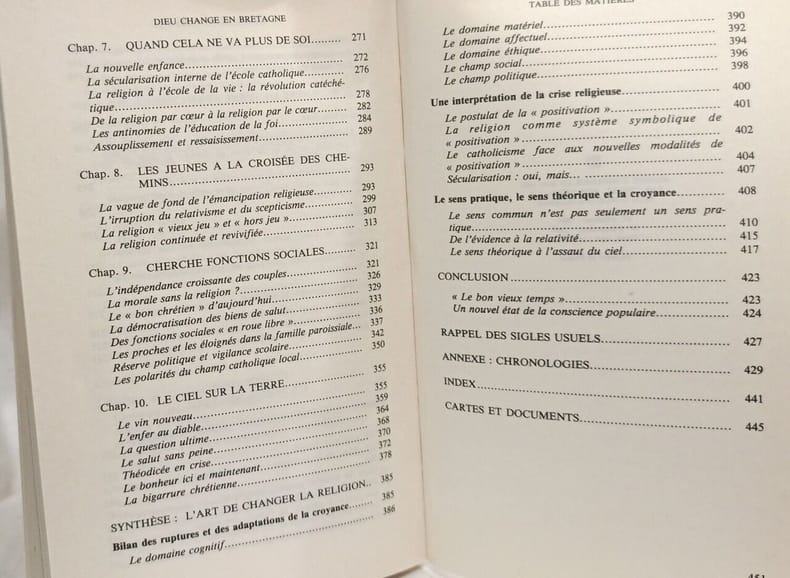 DIEU CHANGE EN BRETAGNE
Chap. 7. QUAND CELA NE VA PLUS DE SOI......... 271
La nouvelle enfance................................................ 272
La sécularisation interne de l'école catholique............ 276
La religion à l'école de la vie : la révolution catéché-
tique................................................................ 278
De la religion par cœur à la religion par le cœur........ 282
Les antinomies de l'éducation de la foi..................... 284
Assouplissement et ressaisissement........................... 289
Chap. 8. LES JEUNES A LA CROISÉE DES CHE-
MINS................................................ 293
La vague de fond de l'émancipation religieuse............ 293
L'irruption du relativisme et du scepticisme............... 299
La religion « vieux jeu » et « hors jeu »................... 307
La religion continuée et revivifiée............................ 313
Chap. 9. CHERCHE FONCTIONS SOCIALES............ 321
L'indépendance croissante des couples...................... 321
La morale sans la religion ?................................... 326
Le « bon chrétien » d'aujourd'hui............................ 329
La démocratisation des biens de salut....................... 333
Des fonctions sociales « en roue libre »................... 336
Les proches et les éloignés dans la famille paroissiale... 337
Réserve politique et vigilance scolaire...................... 342
Les polarités du champ catholique local.................... 350
Chap. 10. LE CIEL SUR LA TERRE..................... 355
Le vin nouveau.................................................... 355
L'enfer au diable................................................. 359
La question ultime............................................... 364
Le salut sans peine............................................... 368
Théodicée en crise................................................ 370
Le bonheur ici et maintenant.................................. 372
La bigarrure chrétienne......................................... 378
SYNTHÈSE : L'ART DE CHANGER LA RELIGION.. 385
Bilan des ruptures et des adaptations de la croyance....... 385
Le domaine cognitif.............................................. 386
TABLE DES MATIÈRES
Le domaine matériel.............................................. 390
Le domaine affectuel............................................. 392
Le domaine éthique............................................... 394
Le champ social................................................... 396
Le champ politique............................................... 398
Une interprétation de la crise religieuse........................ 400
Le postulat de la « positivation »............................ 401
La religion comme système symbolique de
« positivation »................................................ 402
Le catholicisme face aux nouvelles modalités de
« positivation »................................................ 404
Sécularisation : oui, mais... .................................. 407
Le sens pratique, le sens théorique et la croyance............ 408
Le sens commun n'est pas seulement un sens pra-
tique................................................................ 410
De l'évidence à la relativité.................................... 415
Le sens théorique à l'assaut du ciel......................... 417
CONCLUSION................................................ 423
« Le bon vieux temps »........................................ 423
Un nouvel état de la conscience populaire................. 424
RAPPEL DES SIGLES USUELS............................ 427
ANNEXE : CHRONOLOGIES.............................. 429
INDEX........................................................ 441
CARTES ET DOCUMENTS................................ 445
451